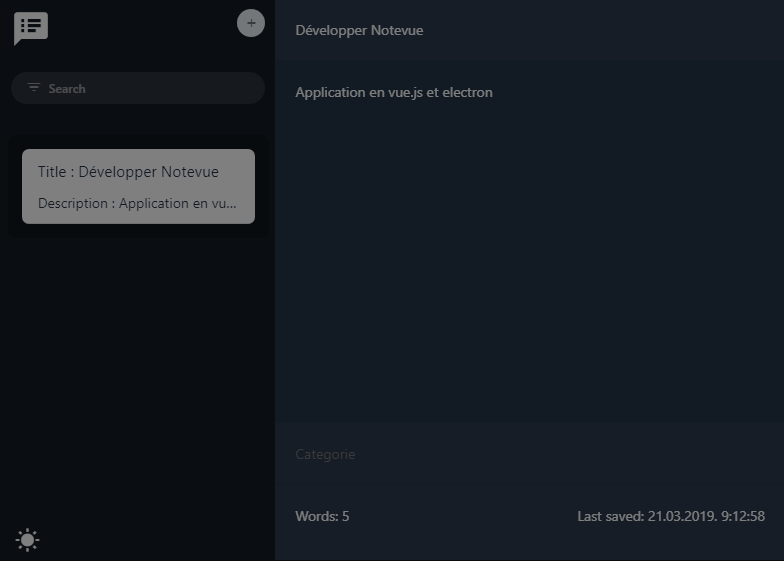 +
Search
Title : Développer Notevue
Description : Application en vu...
Développer Notevue
Application en vue.js et electron
Categorie
Words: 5
Last saved: 21.03.2019. 9:12:58